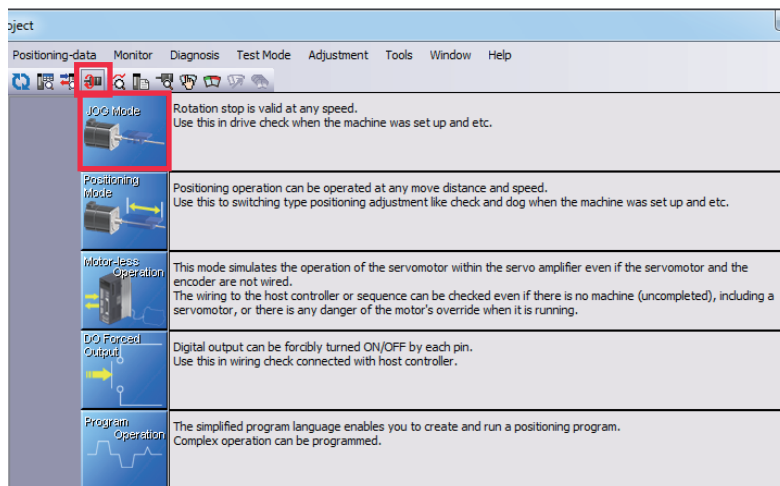 oject
Positioning-data Monitor Diagnosis Test Mode Adjustment Tools Window Help
JOG Mode
Rotation stop is valid at any speed.
Use this in drive check when the machine was set up and etc.
Positioning
Mode
Positioning operation can be operated at any move distance and speed.
Use this to switching type positioning adjustment like check and dog when the machine was set up and etc.
Motor-less
Operation
This mode simulates the operation of the servomotor within the servo amplifier even if the servomotor and the
encoder are not wired.
The wiring to the host controller or sequence can be checked even if there is no machine (uncompleted), including a
servomotor, or there is any danger of the motor's override when it is running.
DO Forced
Output
Digital output can be forcibly turned ON/OFF by each pin.
Use this in wiring check connected with host controller.
Program
Operation
The simplified program language enables you to create and run a positioning program.
Complex operation can be programmed.